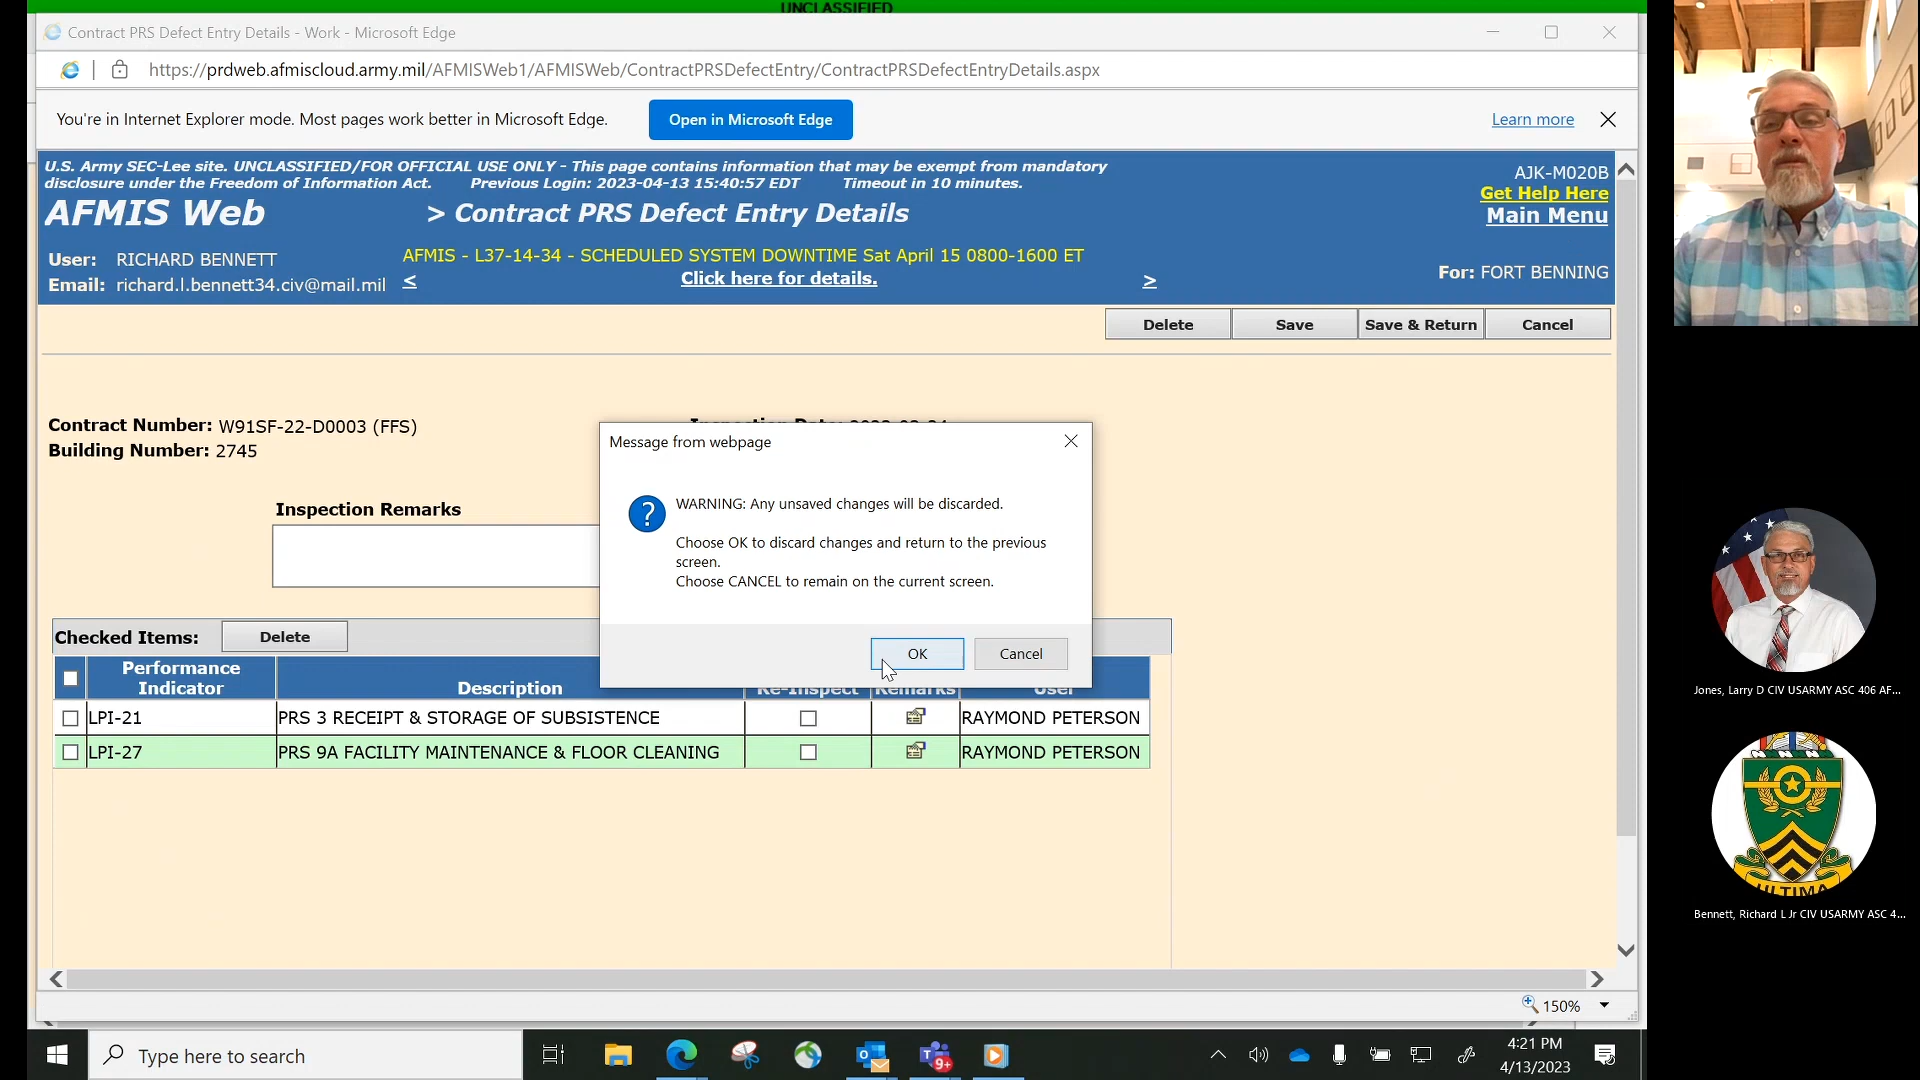 UNCLASSIFIED
Contract PRS Defect Entry Details - Work - Microsoft Edge
https://prdweb.afmiscloud.army.mil/AFMISWeb1/AFMISWeb/ContractPRSDefectEntry/ContractPRSDefectEntryDetails.aspx
You're in Internet Explorer mode. Most pages work better in Microsoft Edge.
Open in Microsoft Edge
Learn more
U.S. Army SEC-Lee site. UNCLASSIFIED/FOR OFFICIAL USE ONLY - This page contains information that may be exempt from mandatory
disclosure under the Freedom of Information Act. Previous Login: 2023-04-13 15:40:57 EDT Timeout in 10 minutes.
AJK-M020B
Get Help Here
AFMIS Web > Contract PRS Defect Entry Details
Main Menu
AFMIS - L37-14-34 - SCHEDULED SYSTEM DOWNTIME Sat April 15 0800-1600 ET
User: RICHARD BENNETT
< Click here for details. >
For: FORT BENNING
Email: richard.l.bennett34.civ@mail.mil
Delete Save Save & Return Cancel
Contract Number: W91SF-22-D0003 (FFS)
Building Number: 2745
Message from webpage
WARNING: Any unsaved changes will be discarded.
Choose OK to discard changes and return to the previous
screen.
Choose CANCEL to remain on the current screen.
OK Cancel
Inspection Remarks
Checked Items: Delete
Performance
Indicator Description Re-Inspect Remarks User
LPI-21 PRS 3 RECEIPT & STORAGE OF SUBSISTENCE RAYMOND PETERSON
LPI-27 PRS 9A FACILITY MAINTENANCE & FLOOR CLEANING RAYMOND PETERSON
150%
Type here to search
9+
4:21 PM
4/13/2023
Jones, Larry D CIV USARMY ASC 406 AF...
ULTIMA
Bennett, Richard L Jr CIV USARMY ASC 4...